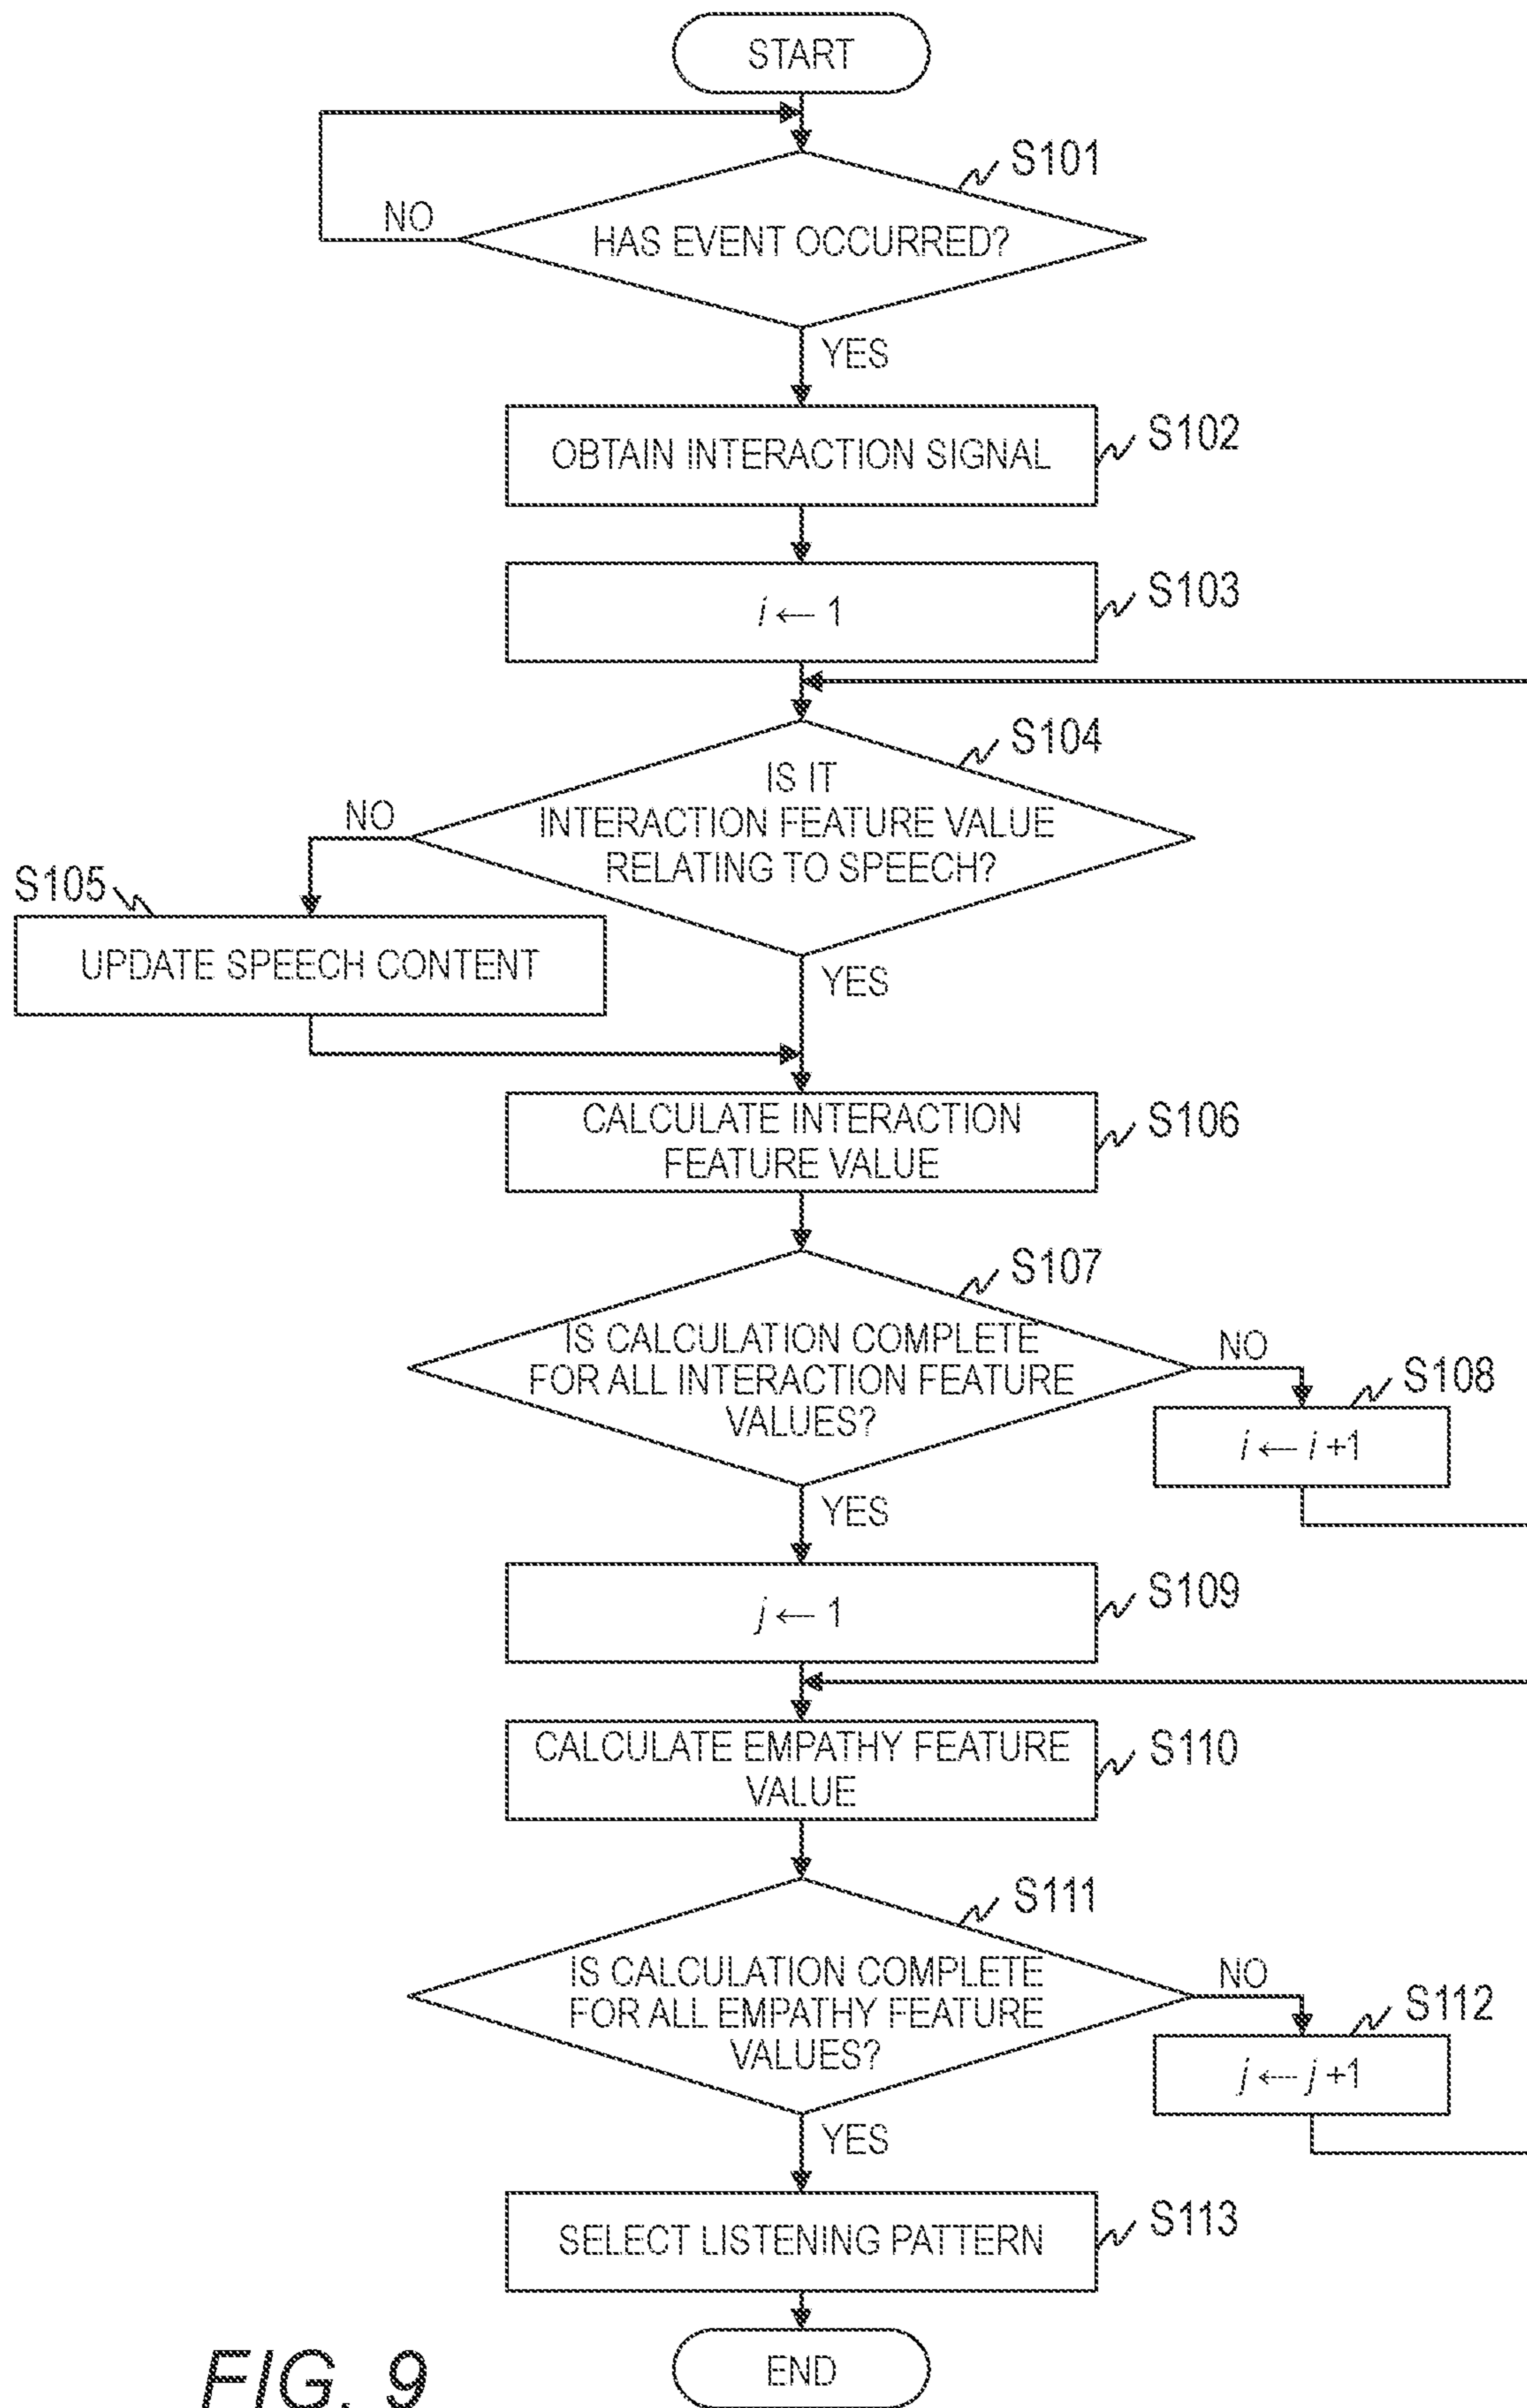 START
S101
NO
HAS EVENT OCCURRED?
YES
OBTAIN INTERACTION SIGNAL
S102
i ← 1
S103
S104
IS IT
INTERACTION FEATURE VALUE
RELATING TO SPEECH?
NO
S105
UPDATE SPEECH CONTENT
YES
CALCULATE INTERACTION
FEATURE VALUE
S106
S107
IS CALCULATION COMPLETE
FOR ALL INTERACTION FEATURE
VALUES?
NO
S108
i ← i +1
YES
j ← 1
S109
CALCULATE EMPATHY FEATURE
VALUE
S110
S111
IS CALCULATION COMPLETE
FOR ALL EMPATHY FEATURE
VALUES?
NO
S112
j ← j +1
YES
SELECT LISTENING PATTERN
S113
END
FIG. 9